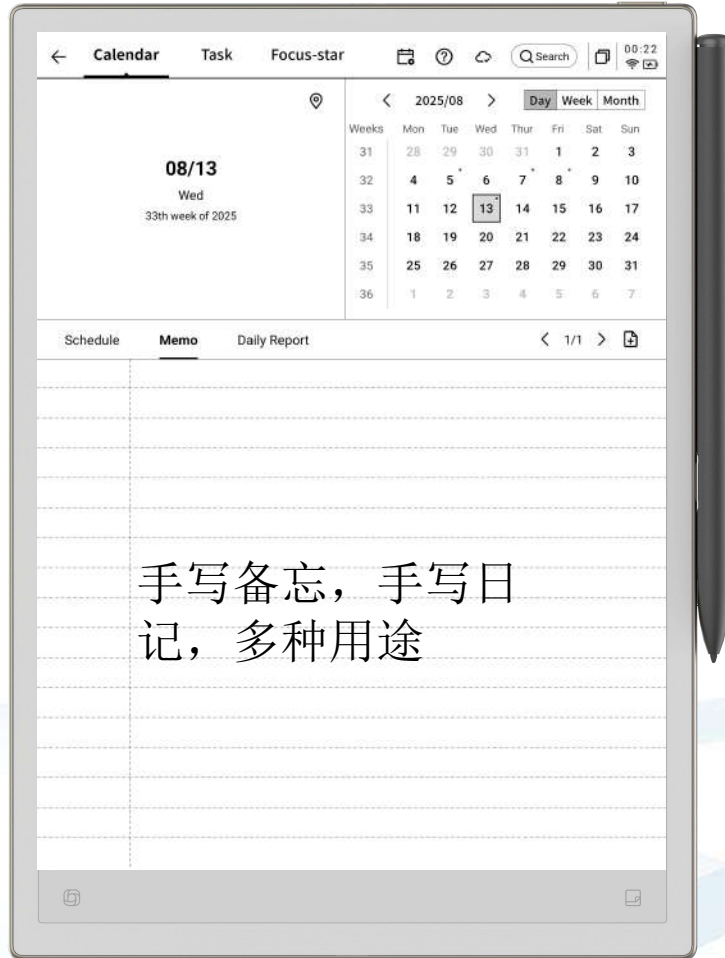 Calendar Task Focus-star Search 00:22
2025/08 Day Week Month
Weeks Mon Tue Wed Thur Fri Sat Sun
31 28 29 30 31 1 2 3
08/13
32 4 5 6 7 8 9 10
Wed
33th week of 2025
33 11 12 13 14 15 16 17
34 18 19 20 21 22 23 24
35 25 26 27 28 29 30 31
36 1 2 3 4 5 6 7
Schedule Memo Daily Report 1/1
手写备忘，手写日
记，多种用途